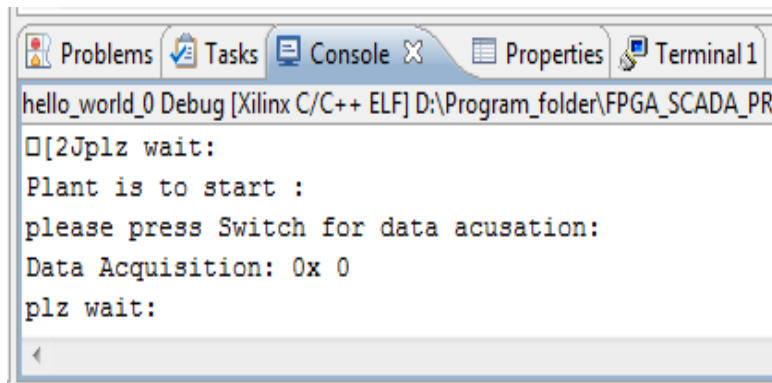 Problems Tasks Console Properties Terminal 1
hello_world_0 Debug [Xilinx C/C++ ELF] D:\Program_folder\FPGA_SCADA_PR
□[2Jplz wait:
Plant is to start :
please press Switch for data acusation:
Data Acquisition: 0x 0
plz wait: